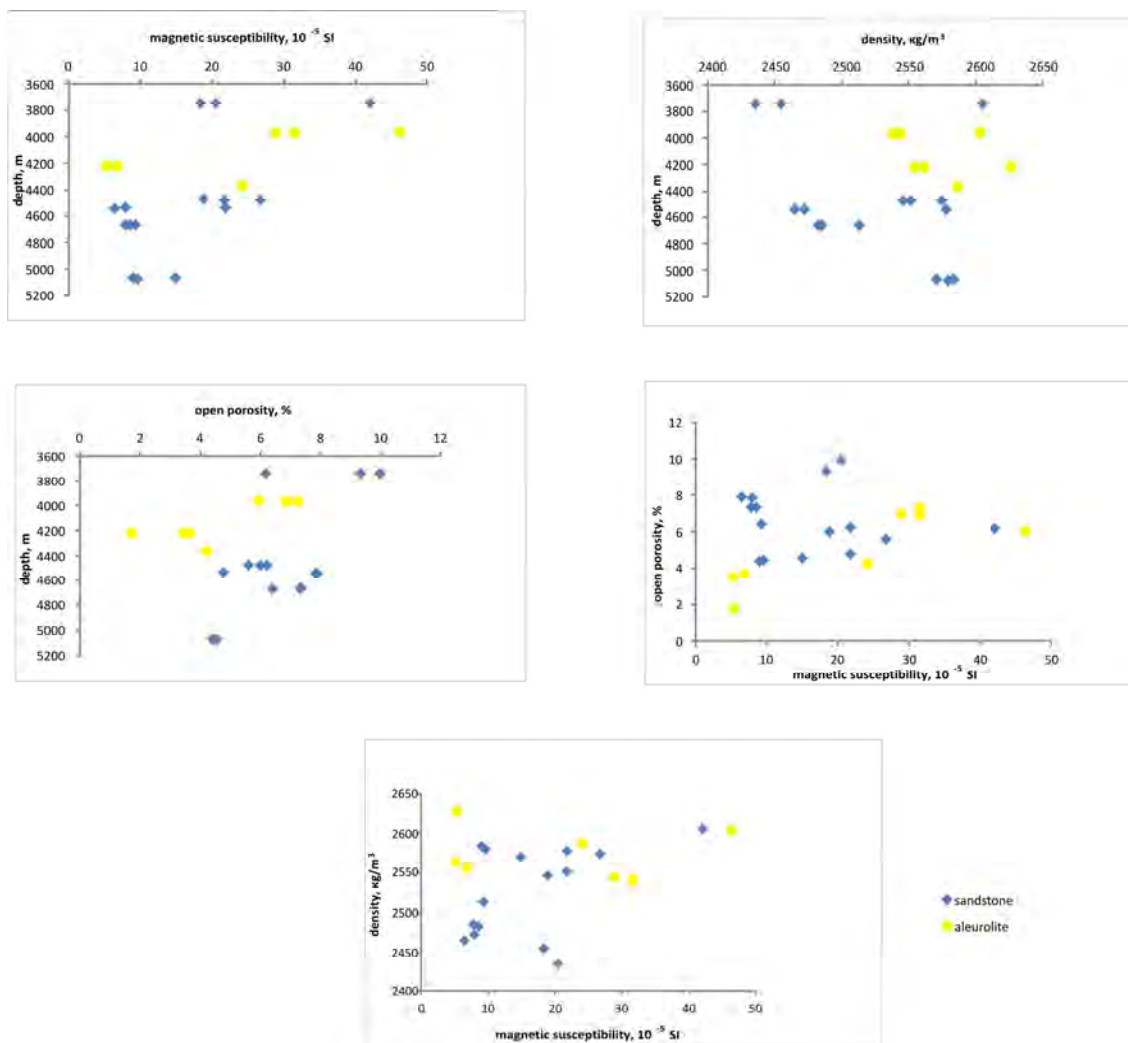 magnetic susceptibility, 10 ⁻⁵ SI
0 10 20 30 40 50
3600
3800
4000
4200
4400
4600
4800
5000
5200
depth, m
density, кg/m³
2400 2450 2500 2550 2600 2650
3600
3800
4000
4200
4400
4600
4800
5000
5200
depth, m
open porosity, %
0 2 4 6 8 10 12
3600
3800
4000
4200
4400
4600
4800
5000
5200
depth, m
12
10
8
6
4
2
0
open porosity, %
0 10 20 30 40 50
magnetic susceptibility, 10 ⁻⁵ SI
2650
2600
2550
2500
2450
2400
density, кg/m³
0 10 20 30 40 50
magnetic susceptibility, 10 ⁻⁵ SI
sandstone
aleurolite